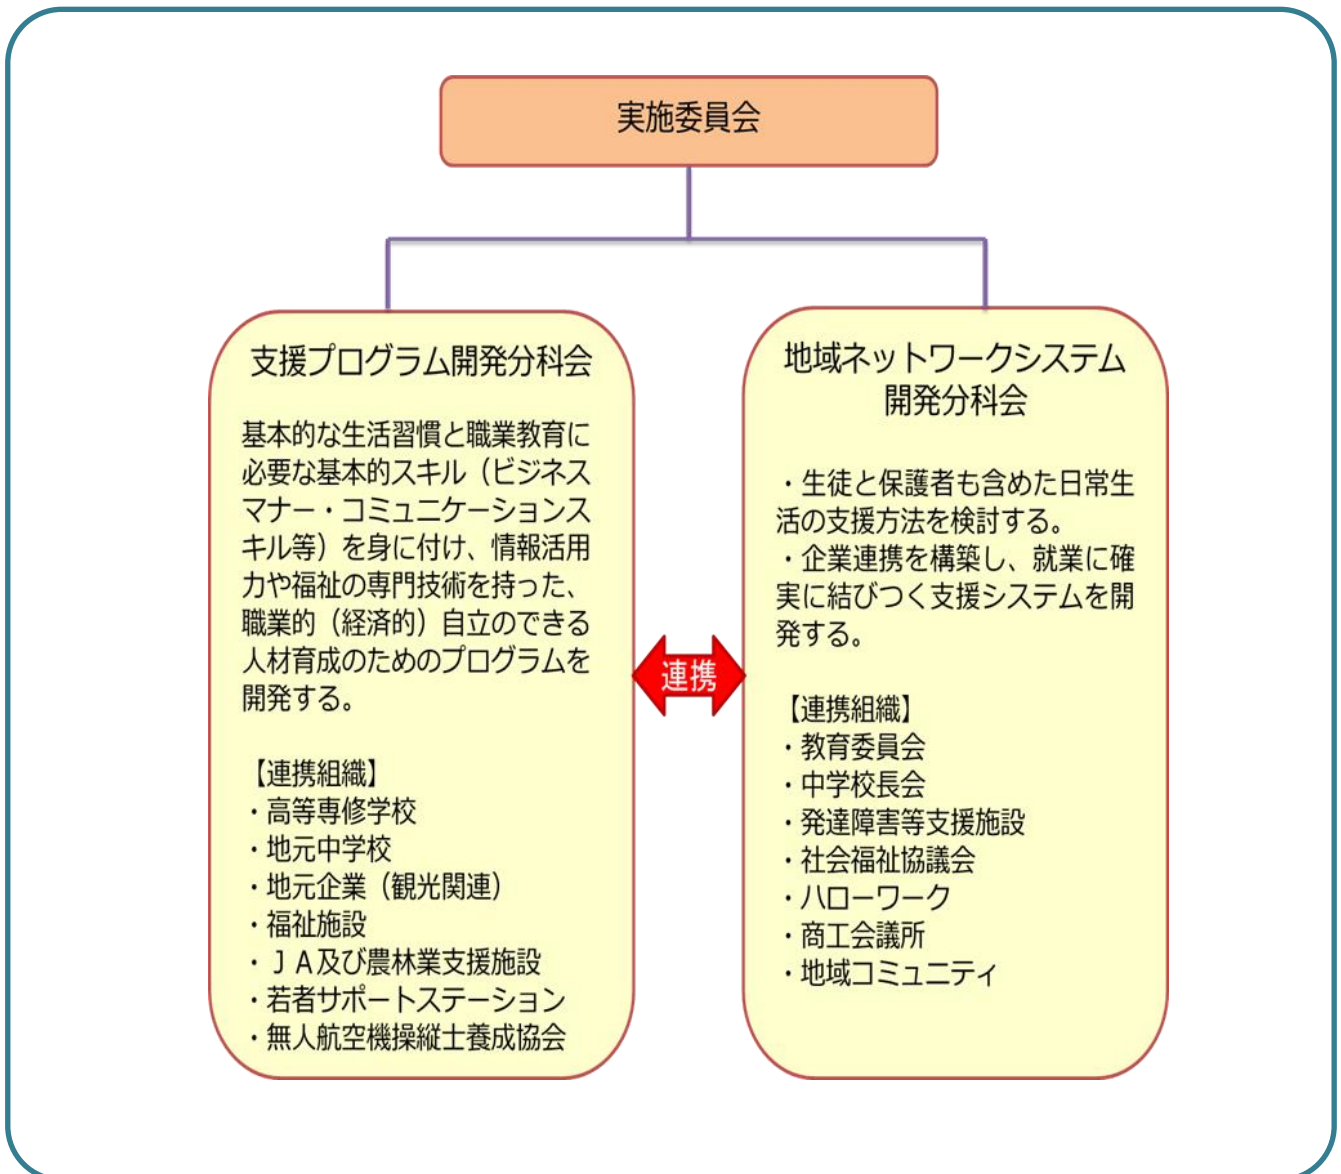 実施委員会
支援プログラム開発分科会
基本的な生活習慣と職業教育に
必要な基本的スキル（ビジネス
マナー・コミュニケーションス
キル等）を身に付け、情報活用
力や福祉の専門技術を持った、
職業的（経済的）自立のできる
人材育成のためのプログラムを
開発する。
【連携組織】
・高等専修学校
・地元中学校
・地元企業（観光関連）
・福祉施設
・ＪＡ及び農林業支援施設
・若者サポートステーション
・無人航空機操縦士養成協会
連携
地域ネットワークシステム
開発分科会
・生徒と保護者も含めた日常生
活の支援方法を検討する。
・企業連携を構築し、就業に確
実に結びつく支援システムを開
発する。
【連携組織】
・教育委員会
・中学校長会
・発達障害等支援施設
・社会福祉協議会
・ハローワーク
・商工会議所
・地域コミュニティ